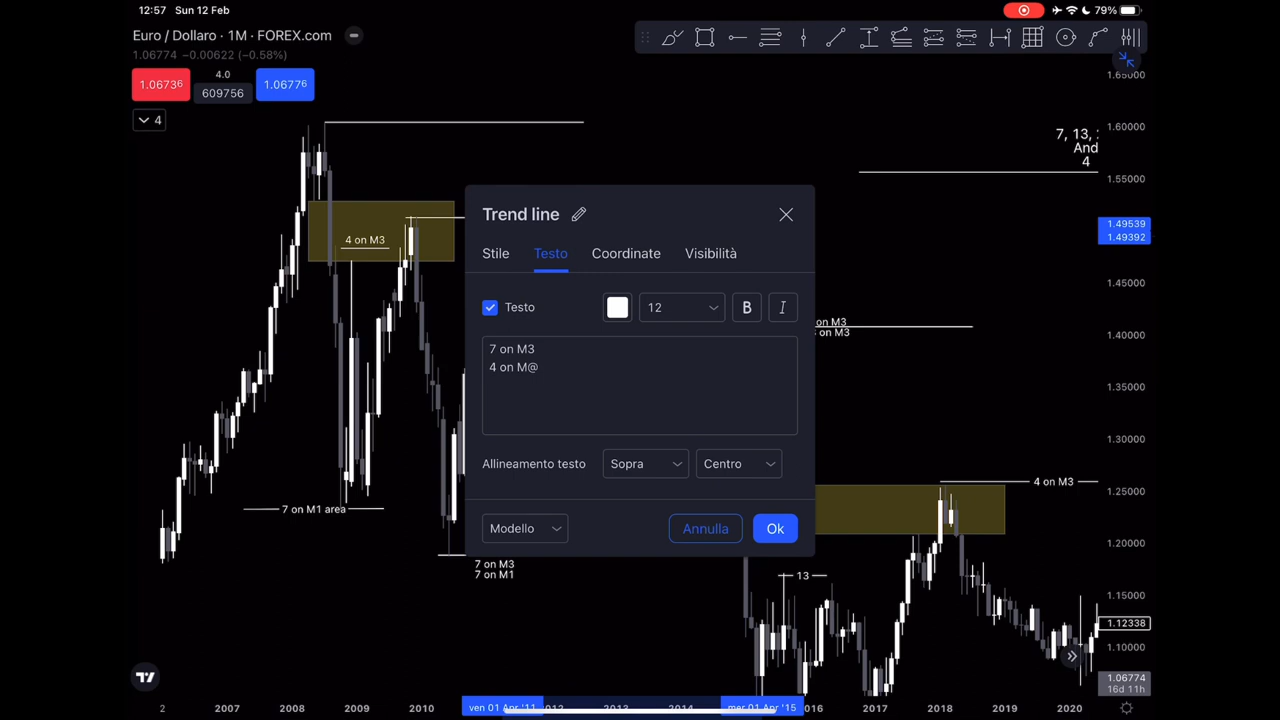 12:57 Sun 12 Feb
79%
Euro / Dollaro · 1M · FOREX.com
1.06774 −0.00622 (−0.58%)
1.06736
4.0
609756
1.06776
4
1.65000
1.60000
1.55000
1.49539
1.49392
1.45000
1.40000
1.35000
1.30000
1.25000
1.20000
1.15000
1.12338
1.10000
1.06774
16d 11h
7, 13,
And
4
4 on M3
on M3
on M3
4 on M3
7 on M1 area
7 on M3
7 on M1
13
Trend line
Stile
Testo
Coordinate
Visibilità
Testo
12
B
I
7 on M3
4 on M@
Allineamento testo
Sopra
Centro
Modello
Annulla
Ok
2
2007
2008
2009
2010
ven 01 Apr '11
012
2013
2014
mer 01 Apr '15
016
2017
2018
2019
2020